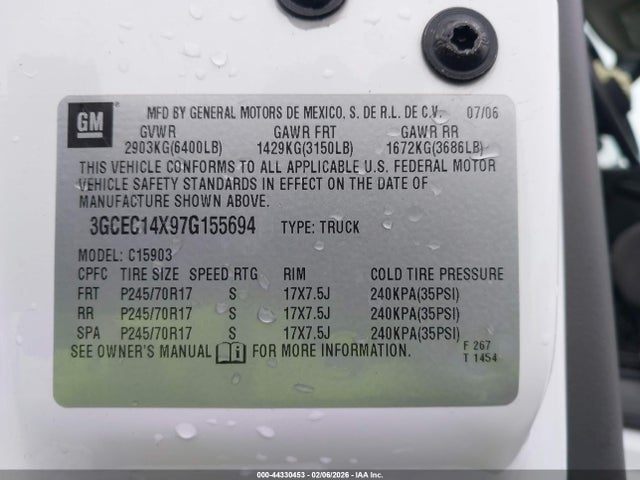 GM
MFD BY GENERAL MOTORS DE MEXICO, S. DE R.L. DE C.V. 07/06
GVWR GAWR FRT GAWR RR
2903KG(6400LB) 1429KG(3150LB) 1672KG(3686LB)
THIS VEHICLE CONFORMS TO ALL APPLICABLE U.S. FEDERAL MOTOR
VEHICLE SAFETY STANDARDS IN EFFECT ON THE DATE OF
MANUFACTURE SHOWN ABOVE.
3GCEC14X97G155694 TYPE: TRUCK
MODEL: C15903
CPFC TIRE SIZE SPEED RTG RIM COLD TIRE PRESSURE
FRT P245/70R17 S 17X7.5J 240KPA(35PSI)
RR P245/70R17 S 17X7.5J 240KPA(35PSI)
SPA P245/70R17 S 17X7.5J 240KPA(35PSI)
SEE OWNER'S MANUAL FOR MORE INFORMATION.
F 267
T 1454
000-44330453 - 02/06/2026 - IAA Inc.